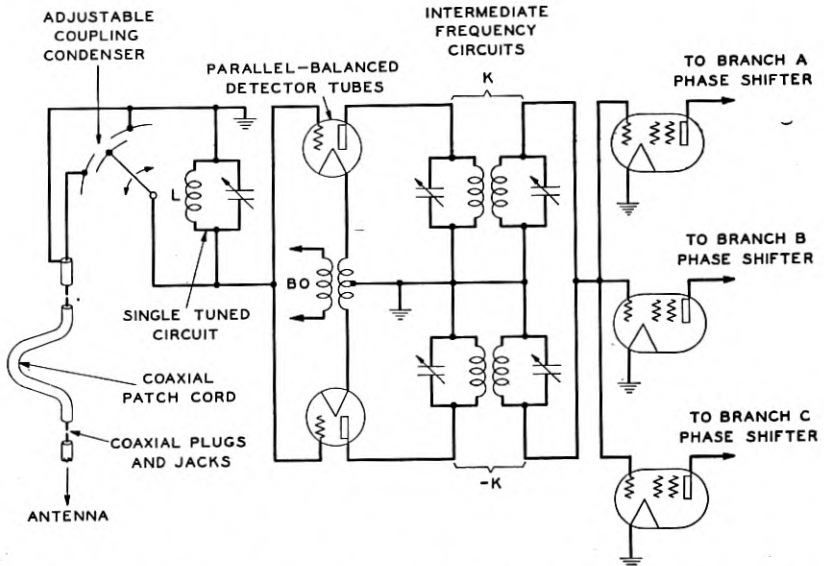 ADJUSTABLE
COUPLING
CONDENSER
INTERMEDIATE
FREQUENCY
CIRCUITS
PARALLEL-BALANCED
DETECTOR TUBES
K
TO BRANCH A
PHASE SHIFTER
L
BO
SINGLE TUNED
CIRCUIT
TO BRANCH B
PHASE SHIFTER
COAXIAL
PATCH CORD
COAXIAL PLUGS
AND JACKS
-K
TO BRANCH C
PHASE SHIFTER
ANTENNA